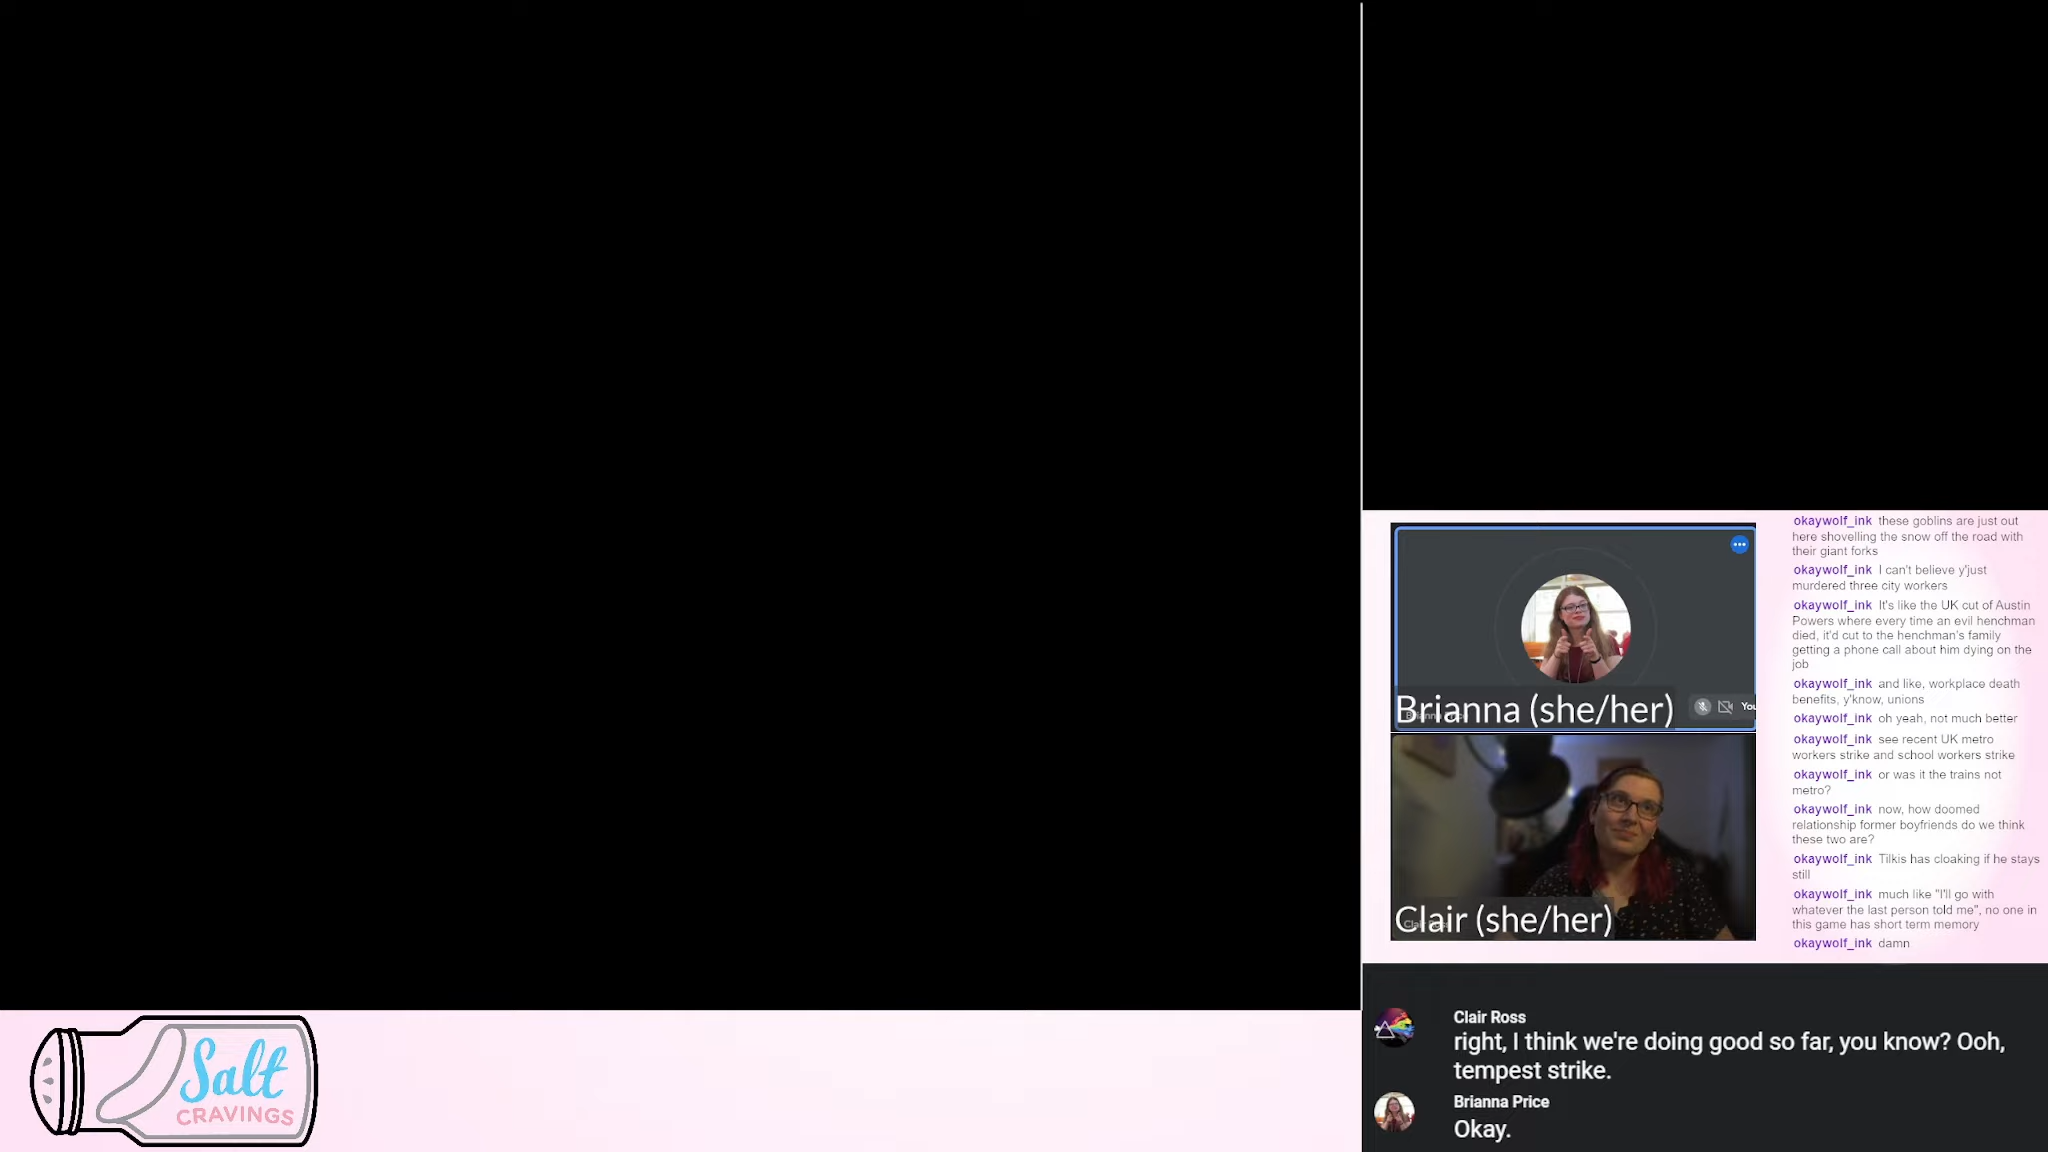 okaywolf_ink these goblins are just out
here shovelling the snow off the road with
their giant forks
okaywolf_ink I can't believe y'just
murdered three city workers
okaywolf_ink It's like the UK cut of Austin
Powers where every time an evil henchman
died, it'd cut to the henchman's family
getting a phone call about him dying on the
job
okaywolf_ink and like, workplace death
benefits, y'know, unions
okaywolf_ink oh yeah, not much better
okaywolf_ink see recent UK metro
workers strike and school workers strike
okaywolf_ink or was it the trains not
metro?
okaywolf_ink now, how doomed
relationship former boyfriends do we think
these two are?
okaywolf_ink Tilkis has cloaking if he stays
still
okaywolf_ink much like "I'll go with
whatever the last person told me", no one in
this game has short term memory
okaywolf_ink damn
Brianna (she/her)
You
Clair (she/her)
Clair Ross
right, I think we're doing good so far, you know? Ooh,
tempest strike.
Brianna Price
Okay.
Salt
CRAVINGS